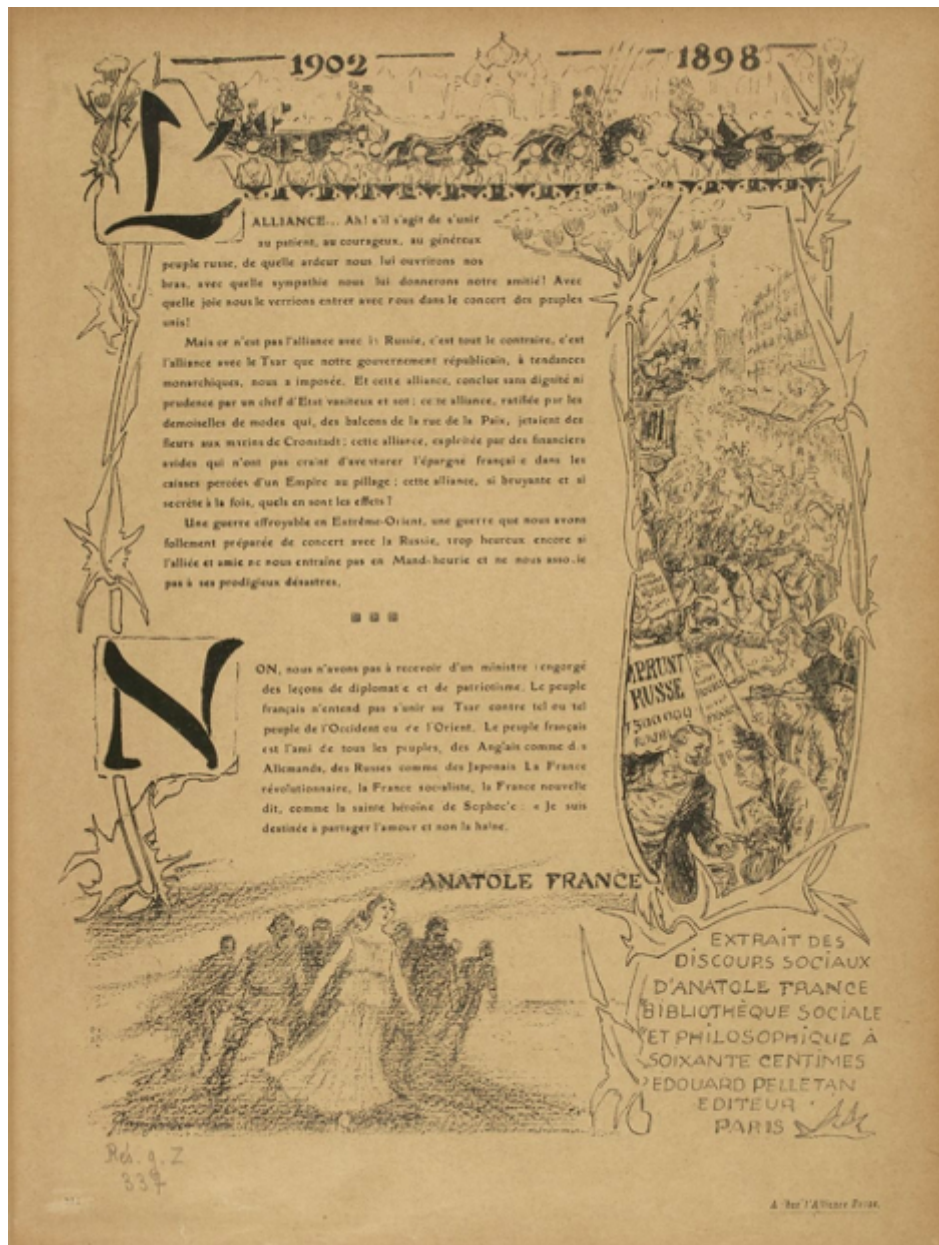 1902 1898
L'
ALLIANCE... Ah! s'il s'agit de s'unir
au patient, au courageux, au généreux
peuple russe, de quelle ardeur nous lui ouvririons nos
bras, avec quelle sympathie nous lui donnerons notre amitié! Avec
quelle joie nous le verrions entrer avec nous dans le concert des peuples
unis!
Mais ce n'est pas l'alliance avec la Russie, c'est tout le contraire, c'est
l'alliance avec le Tsar que notre gouvernement républicain, à tendances
monarchiques, nous a imposée. Et cette alliance, conclue sans dignité ni
prudence par un chef d'Etat vaniteux et sot; cette alliance, ratifiée par les
demoiselles de modes qui, des balcons de la rue de la Paix, jetaient des
fleurs aux marins de Cronstadt; cette alliance, exploitée par des financiers
avides qui n'ont pas craint d'aventurer l'épargne française dans les
caisses percées d'un Empire au pillage; cette alliance, si bruyante et si
secrète à la fois, quels en sont les effets?
Une guerre effroyable en Extrême-Orient, une guerre que nous avons
follement préparée de concert avec la Russie, trop heureux encore si
l'alliée et amie ne nous entraîne pas en Mandchourie et ne nous associe
pas à ses prodigieux désastres.
NON, nous n'avons pas à recevoir d'un ministre engorgé
des leçons de diplomatie et de patriotisme. Le peuple
français n'entend pas s'unir au Tsar contre tel ou tel
peuple de l'Occident ou de l'Orient. Le peuple français
est l'ami de tous les peuples, des Anglais comme des
Allemands, des Russes comme des Japonais La France
révolutionnaire, la France socialiste, la France nouvelle
dit, comme la sainte héroïne de Sophocle: « Je suis
destinée à partager l'amour et non la haine.
ANATOLE FRANCE
EMPRUNT
RUSSE
EXTRAIT DES
DISCOURS SOCIAUX
D'ANATOLE FRANCE
BIBLIOTHÈQUE SOCIALE
ET PHILOSOPHIQUE À
SOIXANTE CENTIMES
EDOUARD PELLETAN
EDITEUR
PARIS
Rés. g. Z
337